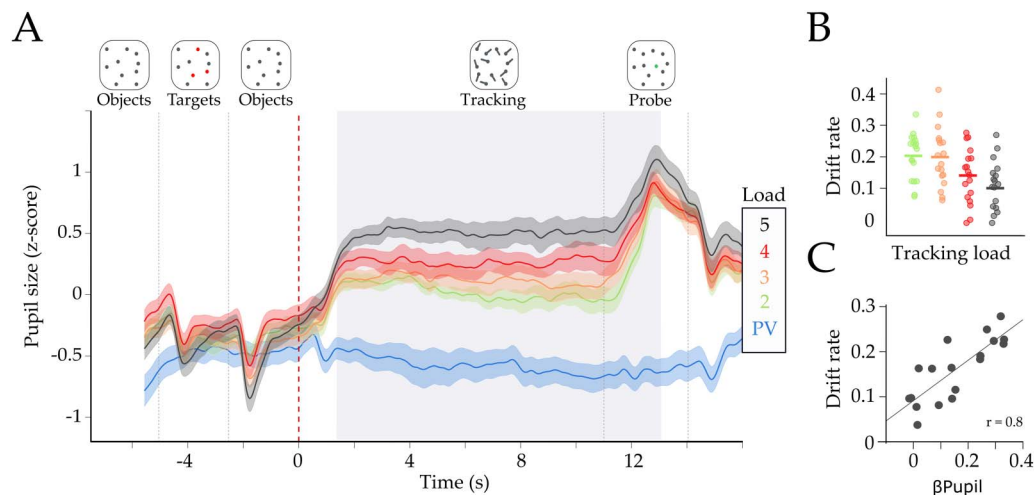 A
Objects
Targets
Objects
Tracking
Probe
Pupil size (z-score)
1
0.5
0
-0.5
-1
-4
0
4
8
12
Time (s)
Load
5
4
3
2
PV
B
Drift rate
0.4
0.3
0.2
0.1
0
Tracking load
C
Drift rate
0.3
0.2
0.1
0
r = 0.8
0
0.2
0.4
βPupil